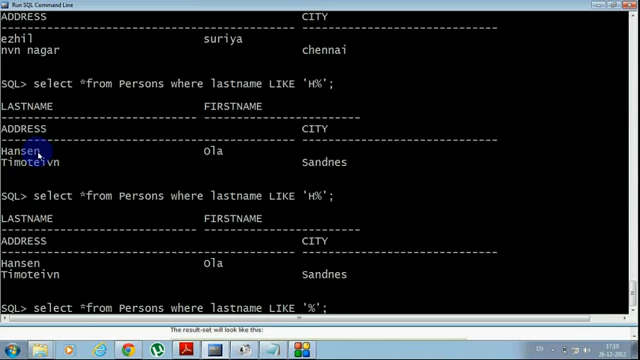 Run SQL Command Line
ADDRESS CITY
ezhil suriya
nvn nagar chennai
SQL> select *from Persons where lastname LIKE 'H%';
LASTNAME FIRSTNAME
ADDRESS CITY
Hansen Ola
Timoteivn Sandnes
SQL> select *from Persons where lastname LIKE 'H%';
LASTNAME FIRSTNAME
ADDRESS CITY
Hansen Ola
Timoteivn Sandnes
SQL> select *from Persons where lastname LIKE '%';
The result-set will look like this:
EN 17:10
26-12-2012